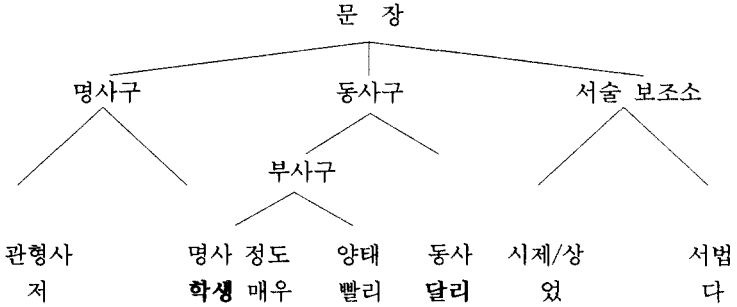 문 장
명사구 동사구 서술 보조소
부사구
관형사 명사 정도 양태 동사 시제/상 서법
저 학생 매우 빨리 달리 었 다